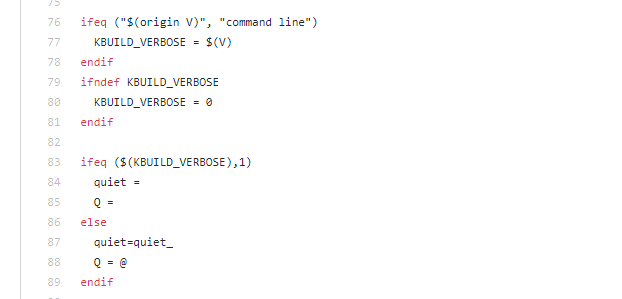 75
76 ifeq ("$(origin V)", "command line")
77 KBUILD_VERBOSE = $(V)
78 endif
79 ifndef KBUILD_VERBOSE
80 KBUILD_VERBOSE = 0
81 endif
82
83 ifeq ($(KBUILD_VERBOSE),1)
84 quiet =
85 Q =
86 else
87 quiet=quiet_
88 Q = @
89 endif